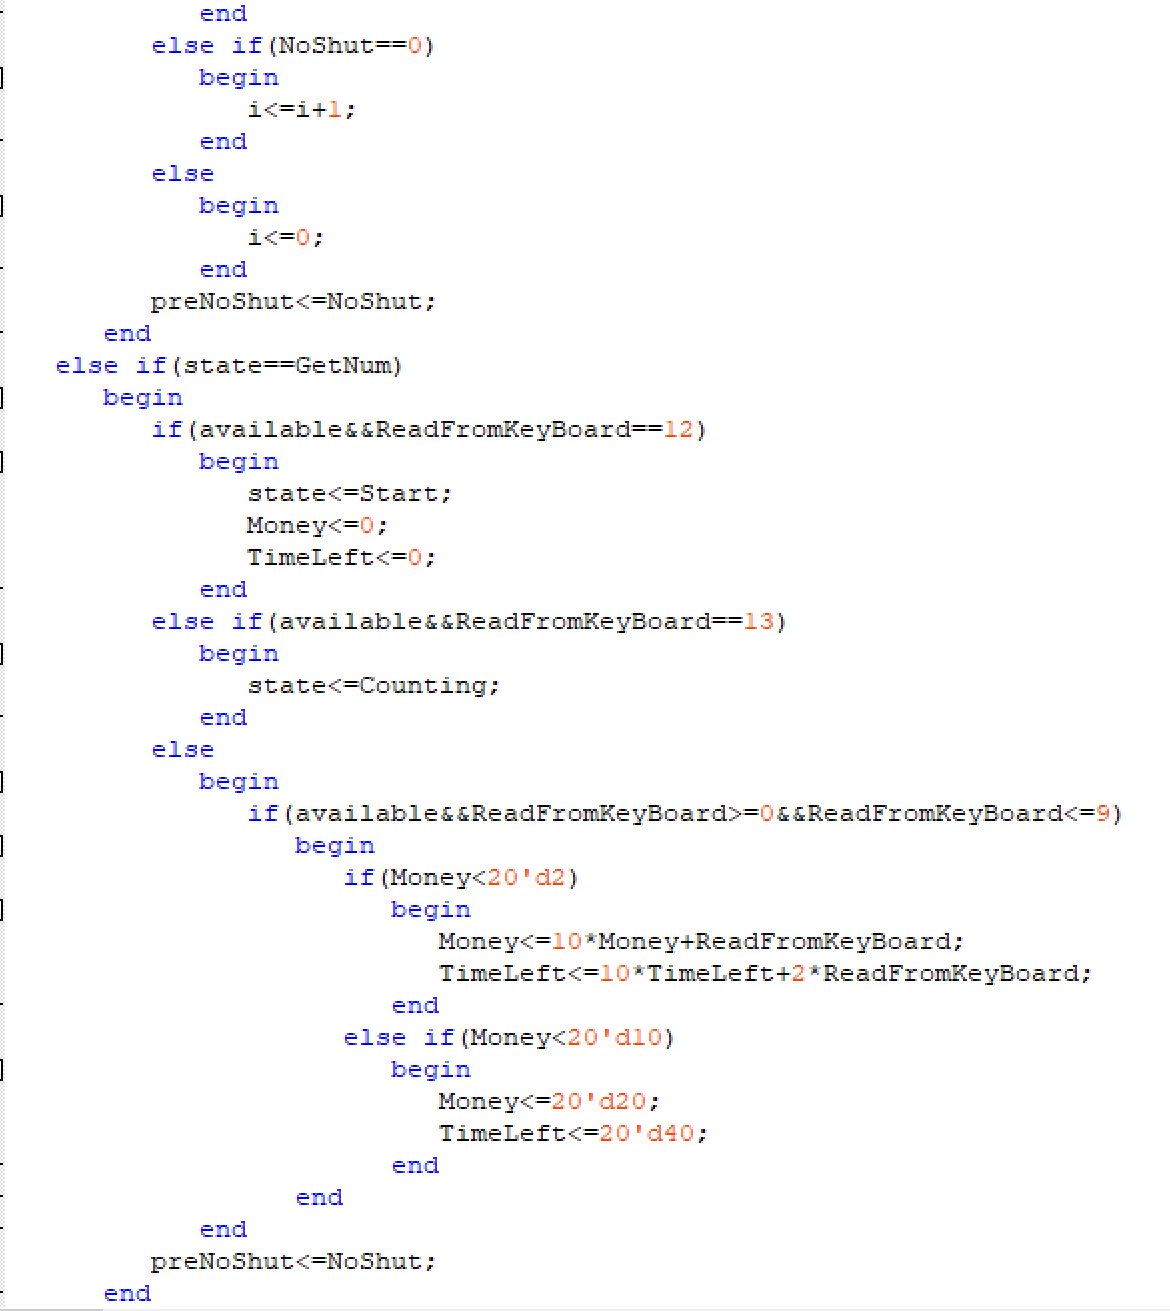 end
else if(NoShut==0)
begin
i<=i+1;
end
else
begin
i<=0;
end
preNoShut<=NoShut;
end
else if(state==GetNum)
begin
if(available&&ReadFromKeyBoard==12)
begin
state<=Start;
Money<=0;
TimeLeft<=0;
end
else if(available&&ReadFromKeyBoard==13)
begin
state<=Counting;
end
else
begin
if(available&&ReadFromKeyBoard>=0&&ReadFromKeyBoard<=9)
begin
if(Money<20'd2)
begin
Money<=10*Money+ReadFromKeyBoard;
TimeLeft<=10*TimeLeft+2*ReadFromKeyBoard;
end
else if(Money<20'd10)
begin
Money<=20'd20;
TimeLeft<=20'd40;
end
end
end
preNoShut<=NoShut;
end